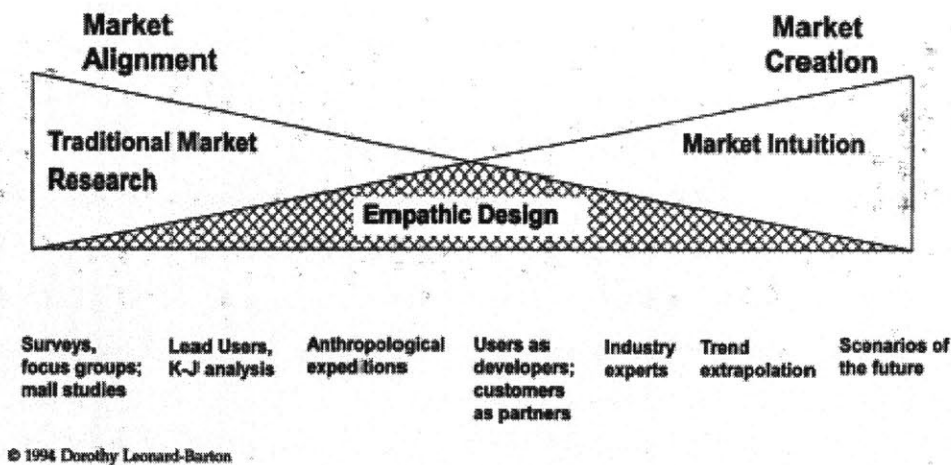 Market
Alignment
Market
Creation
Traditional Market
Research
Market Intuition
Empathic Design
Surveys,
focus groups;
mall studies
Lead Users,
K-J analysis
Anthropological
expeditions
Users as
developers;
customers
as partners
Industry
experts
Trend
extrapolation
Scenarios of
the future
© 1994 Dorothy Leonard-Barton